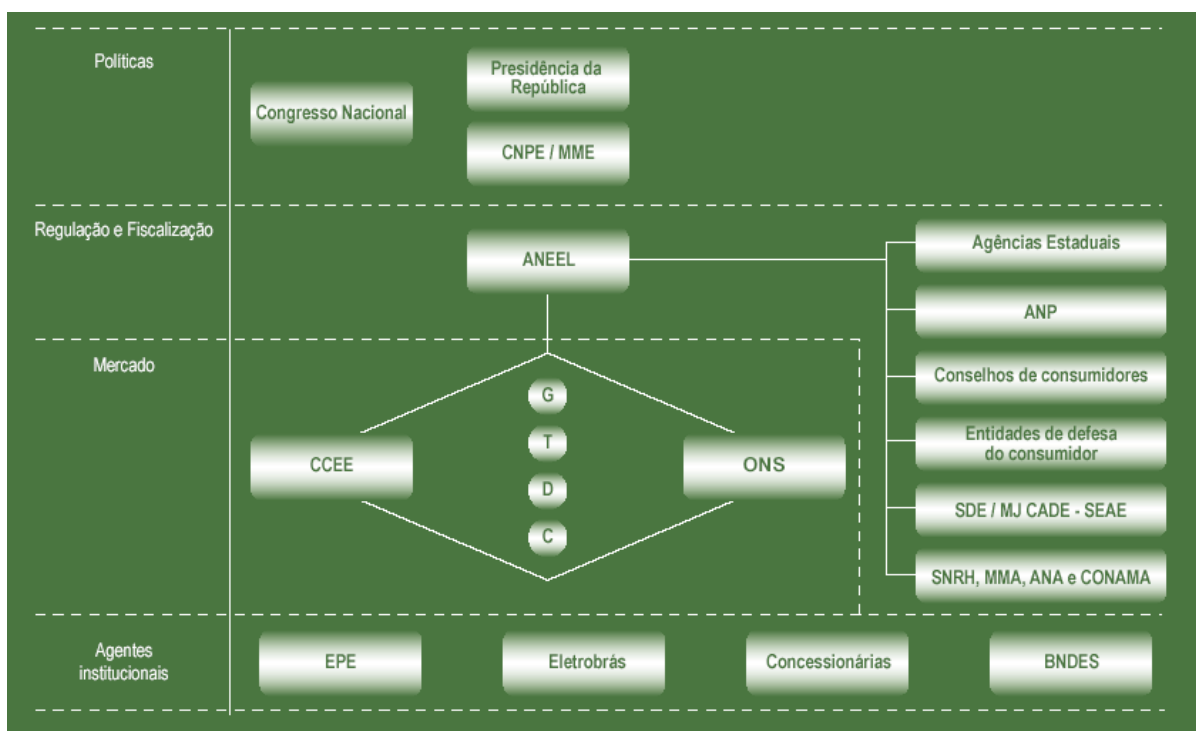 Políticas
Congresso Nacional
Presidência da
República
CNPE / MME
Regulação e Fiscalização
ANEEL
Agências Estaduais
ANP
Conselhos de consumidores
Entidades de defesa
do consumidor
SDE / MJ CADE - SEAE
SNRH, MMA, ANA e CONAMA
Mercado
CCEE
G
T
D
C
ONS
Agentes
institucionais
EPE
Eletrobrás
Concessionárias
BNDES